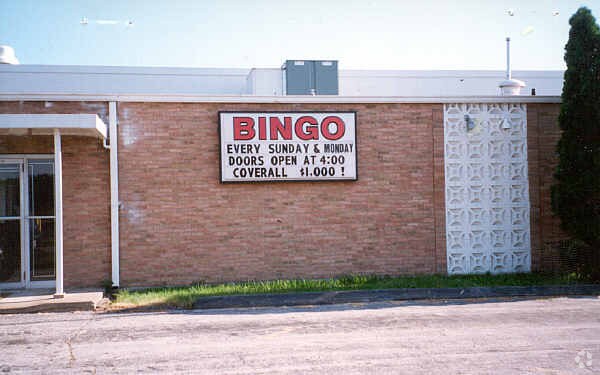 BINGO
EVERY SUNDAY & MONDAY
DOORS OPEN AT 4:00
COVERALL $1,000 !